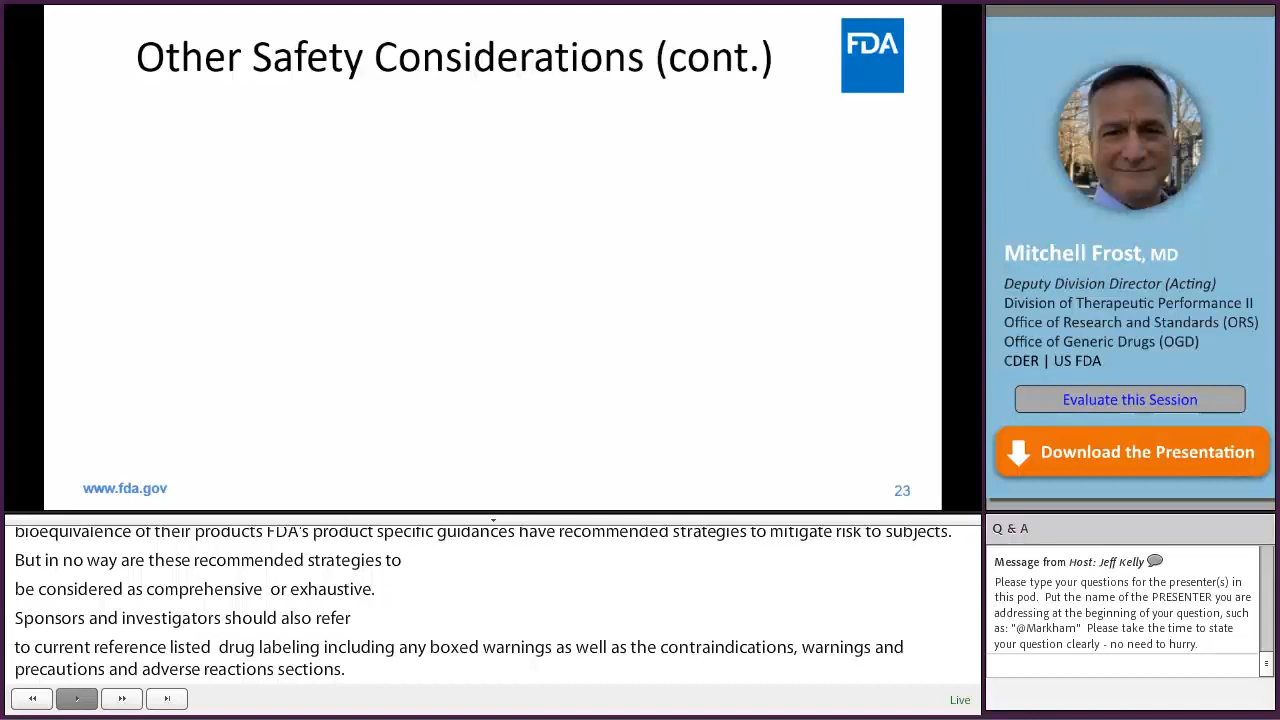 Other Safety Considerations (cont.)
FDA
www.fda.gov
23
Mitchell Frost, MD
Deputy Division Director (Acting)
Division of Therapeutic Performance II
Office of Research and Standards (ORS)
Office of Generic Drugs (OGD)
CDER | US FDA
Evaluate this Session
Download the Presentation
bioequivalence of their products FDA's product specific guidances have recommended strategies to mitigate risk to subjects.
But in no way are these recommended strategies to
be considered as comprehensive or exhaustive.
Sponsors and investigators should also refer
to current reference listed drug labeling including any boxed warnings as well as the contraindications, warnings and
precautions and adverse reactions sections.
Live
Q & A
Message from Host: Jeff Kelly
Please type your questions for the presenter(s) in
this pod. Put the name of the PRESENTER you are
addressing at the beginning of your question, such
as: "@Markham" Please take the time to state
your question clearly - no need to hurry.